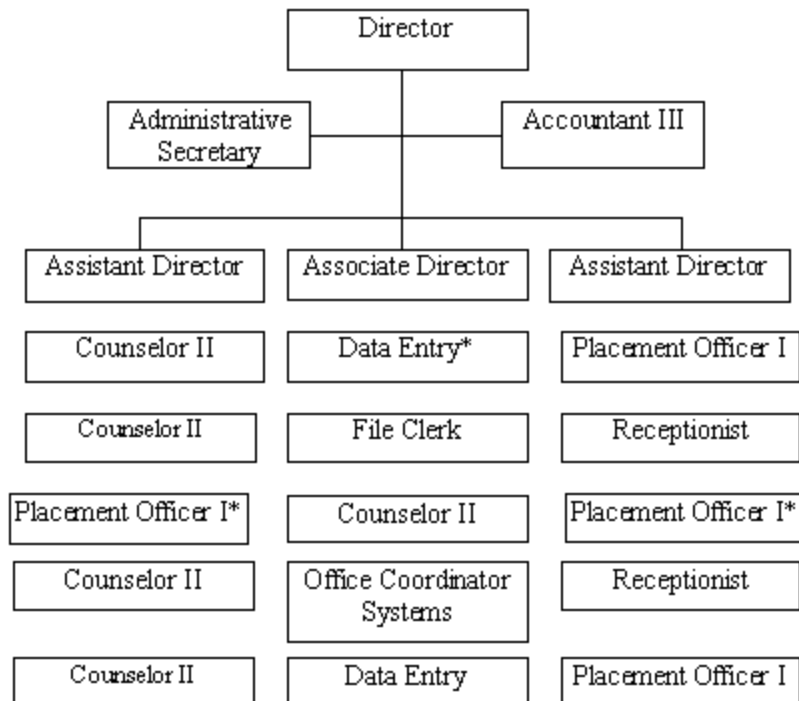 Director
Administrative
Secretary
Accountant III
Assistant Director
Associate Director
Assistant Director
Counselor II
Data Entry*
Placement Officer I
Counselor II
File Clerk
Receptionist
Placement Officer I*
Counselor II
Placement Officer I*
Counselor II
Office Coordinator
Systems
Receptionist
Counselor II
Data Entry
Placement Officer I